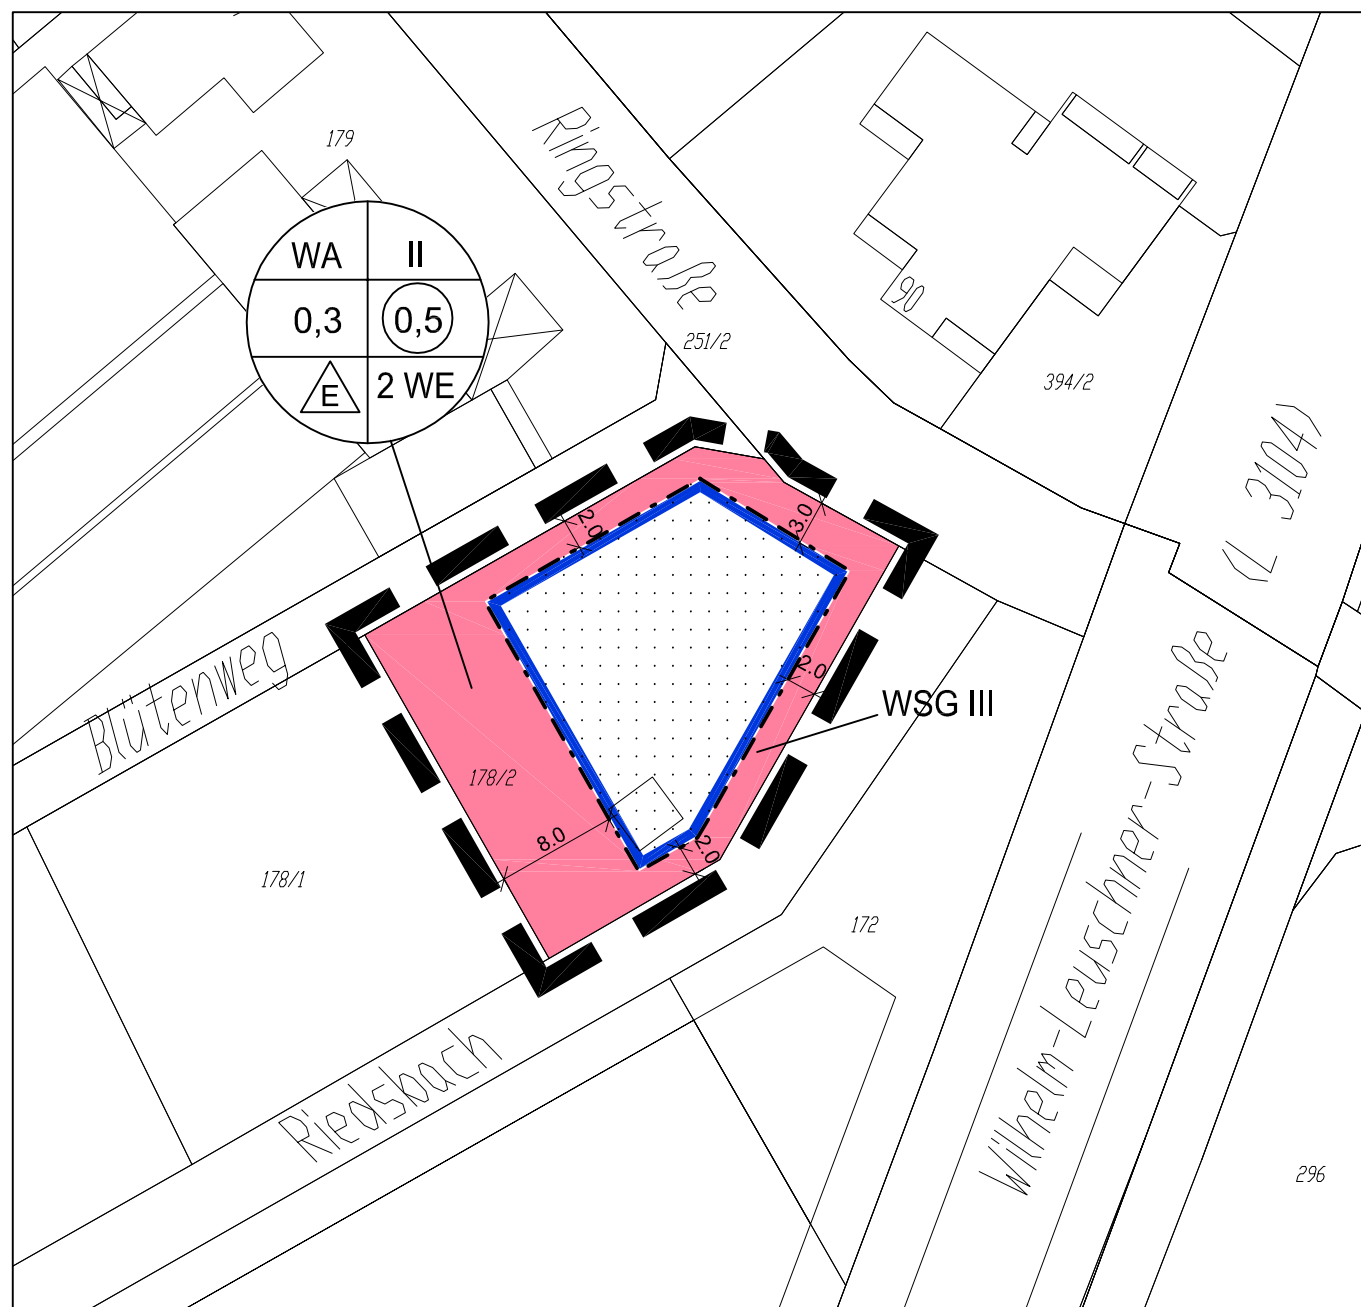 179
Ringstraße
WA II
0,3 0,5
E 2 WE
251/2
90
394/2
(L 3104)
2.0
3.0
Blütenweg
2.0
WSG III
178/2
8.0
2.0
178/1
172
Riedsbach
Wilhelm-Leuschner-Straße
296